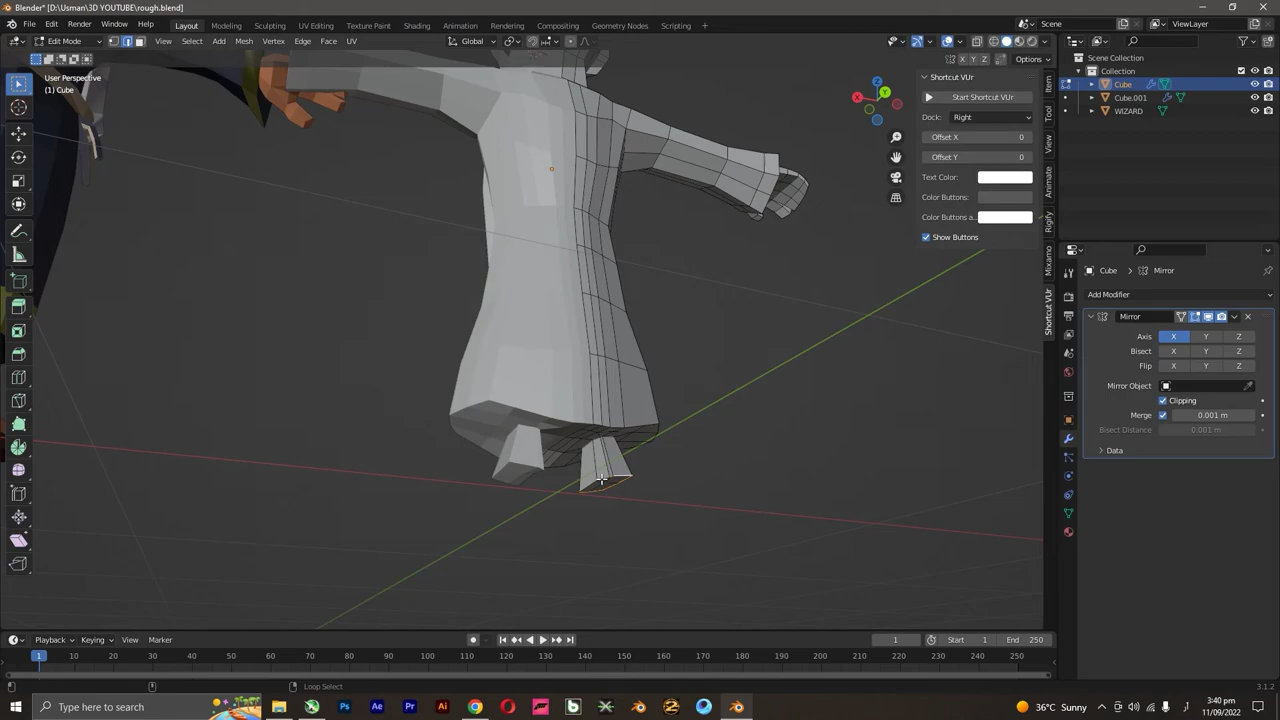 Blender* [D:\Usman\3D YOUTUBE\rough.blend]
File Edit Render Window Help
Layout Modeling Sculpting UV Editing Texture Paint Shading Animation Rendering Compositing Geometry Nodes Scripting +
Scene
ViewLayer
Edit Mode
View Select Add Mesh Vertex Edge Face UV
Global
X Y Z Options
User Perspective
(1) Cube
Scene Collection
Collection
Cube
Cube.001
WIZARD
Shortcut VUr
Start Shortcut VUr
Dock: Right
Offset X 0
Offset Y 0
Text Color:
Color Buttons:
Color Buttons a..
Show Buttons
Item
Tool
View
Animate
Rigify
Mixamo
Shortcut VUr
Z
Y
X
Cube > Mirror
Add Modifier
Mirror
Axis X Y Z
Bisect X Y Z
Flip X Y Z
Mirror Object
Clipping
Merge 0.001 m
Bisect Distance 0.001 m
Data
Playback Keying View Marker
1
Start 1 End 250
1 10 20 30 40 50 60 70 80 90 100 110 120 130 140 150 160 170 180 190 200 210 220 230 240 250
Loop Select
3.1.2
Type here to search
Ps Ae Pr Ai
36°C Sunny
3:40 pm
11/09/2022